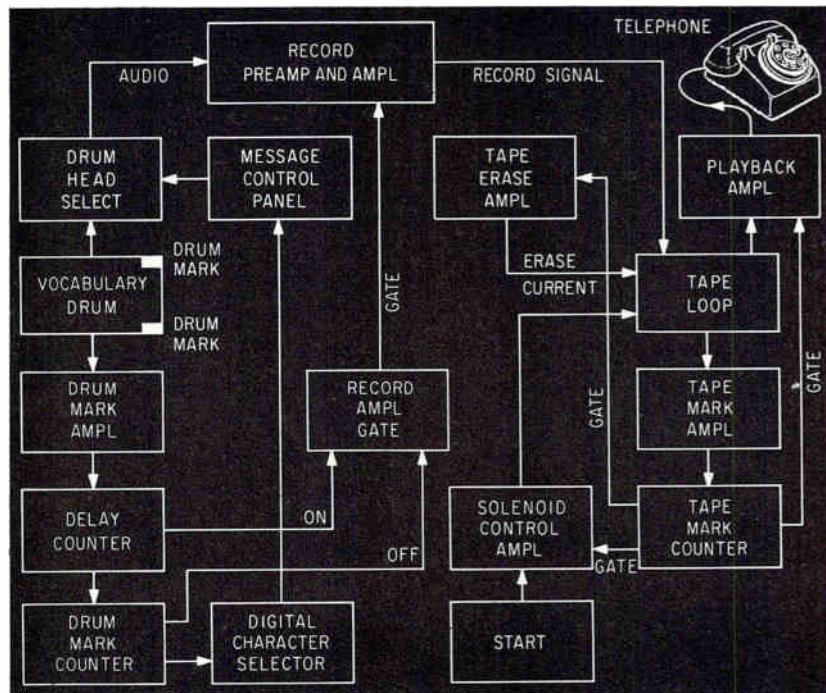 TELEPHONE
RECORD
PREAMP AND AMPL
AUDIO
RECORD SIGNAL
DRUM
HEAD
SELECT
MESSAGE
CONTROL
PANEL
TAPE
ERASE
AMPL
PLAYBACK
AMPL
DRUM
MARK
VOCABULARY
DRUM
DRUM
MARK
GATE
ERASE
CURRENT
TAPE
LOOP
GATE
GATE
DRUM
MARK
AMPL
RECORD
AMPL
GATE
TAPE
MARK
AMPL
DELAY
COUNTER
ON
OFF
SOLENOID
CONTROL
AMPL
GATE
TAPE
MARK
COUNTER
DRUM
MARK
COUNTER
DIGITAL
CHARACTER
SELECTOR
START